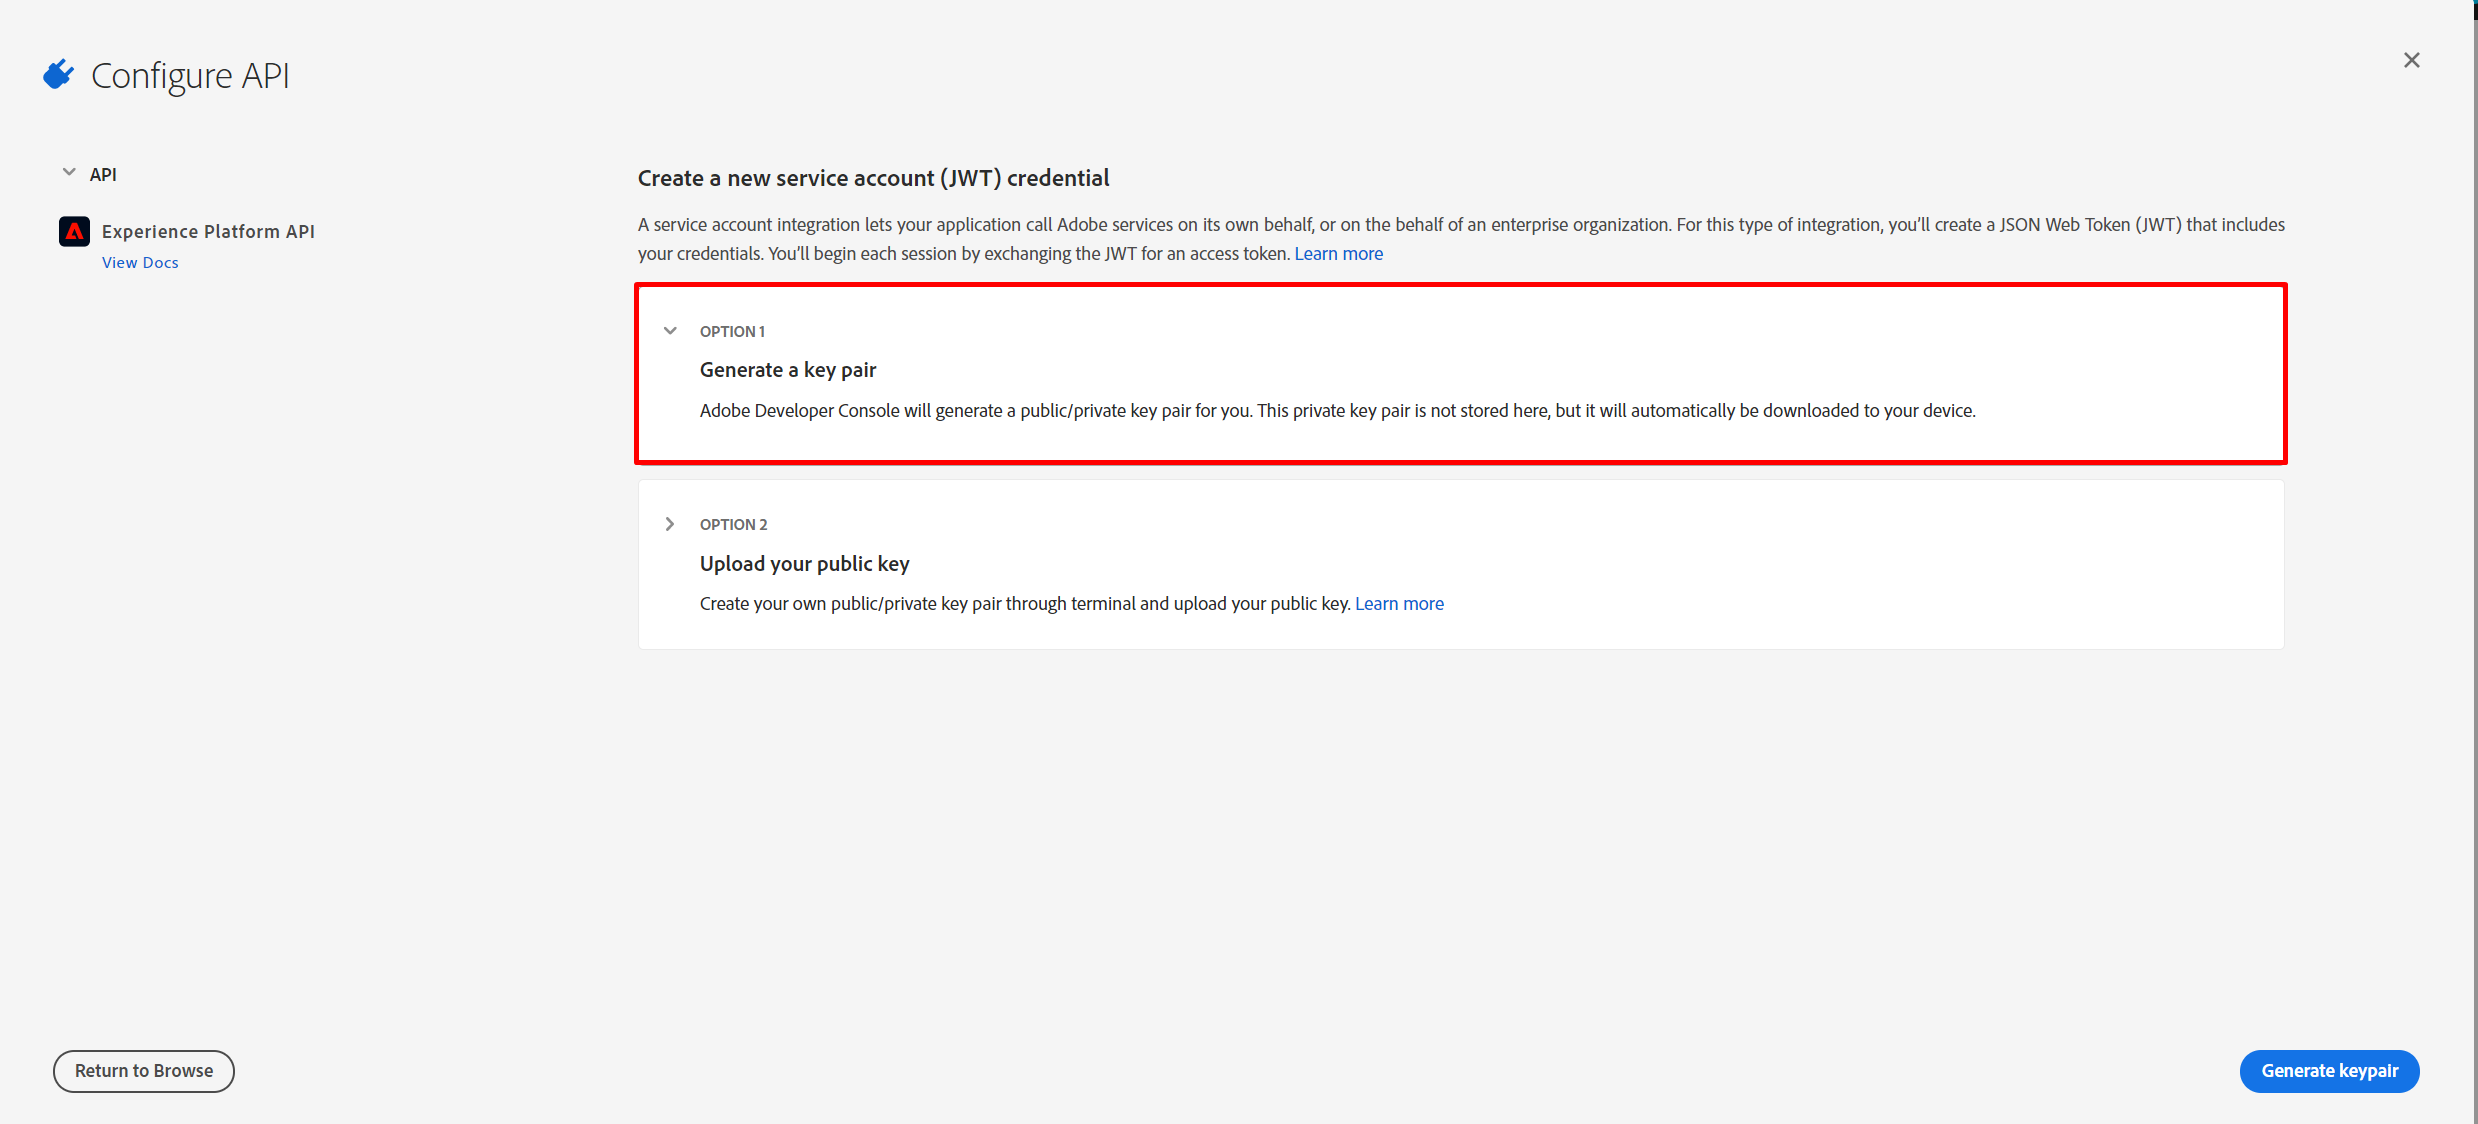 Configure API
API
Experience Platform API
View Docs
Create a new service account (JWT) credential
A service account integration lets your application call Adobe services on its own behalf, or on the behalf of an enterprise organization. For this type of integration, you’ll create a JSON Web Token (JWT) that includes
your credentials. You’ll begin each session by exchanging the JWT for an access token. Learn more
OPTION 1
Generate a key pair
Adobe Developer Console will generate a public/private key pair for you. This private key pair is not stored here, but it will automatically be downloaded to your device.
OPTION 2
Upload your public key
Create your own public/private key pair through terminal and upload your public key. Learn more
Return to Browse
Generate keypair